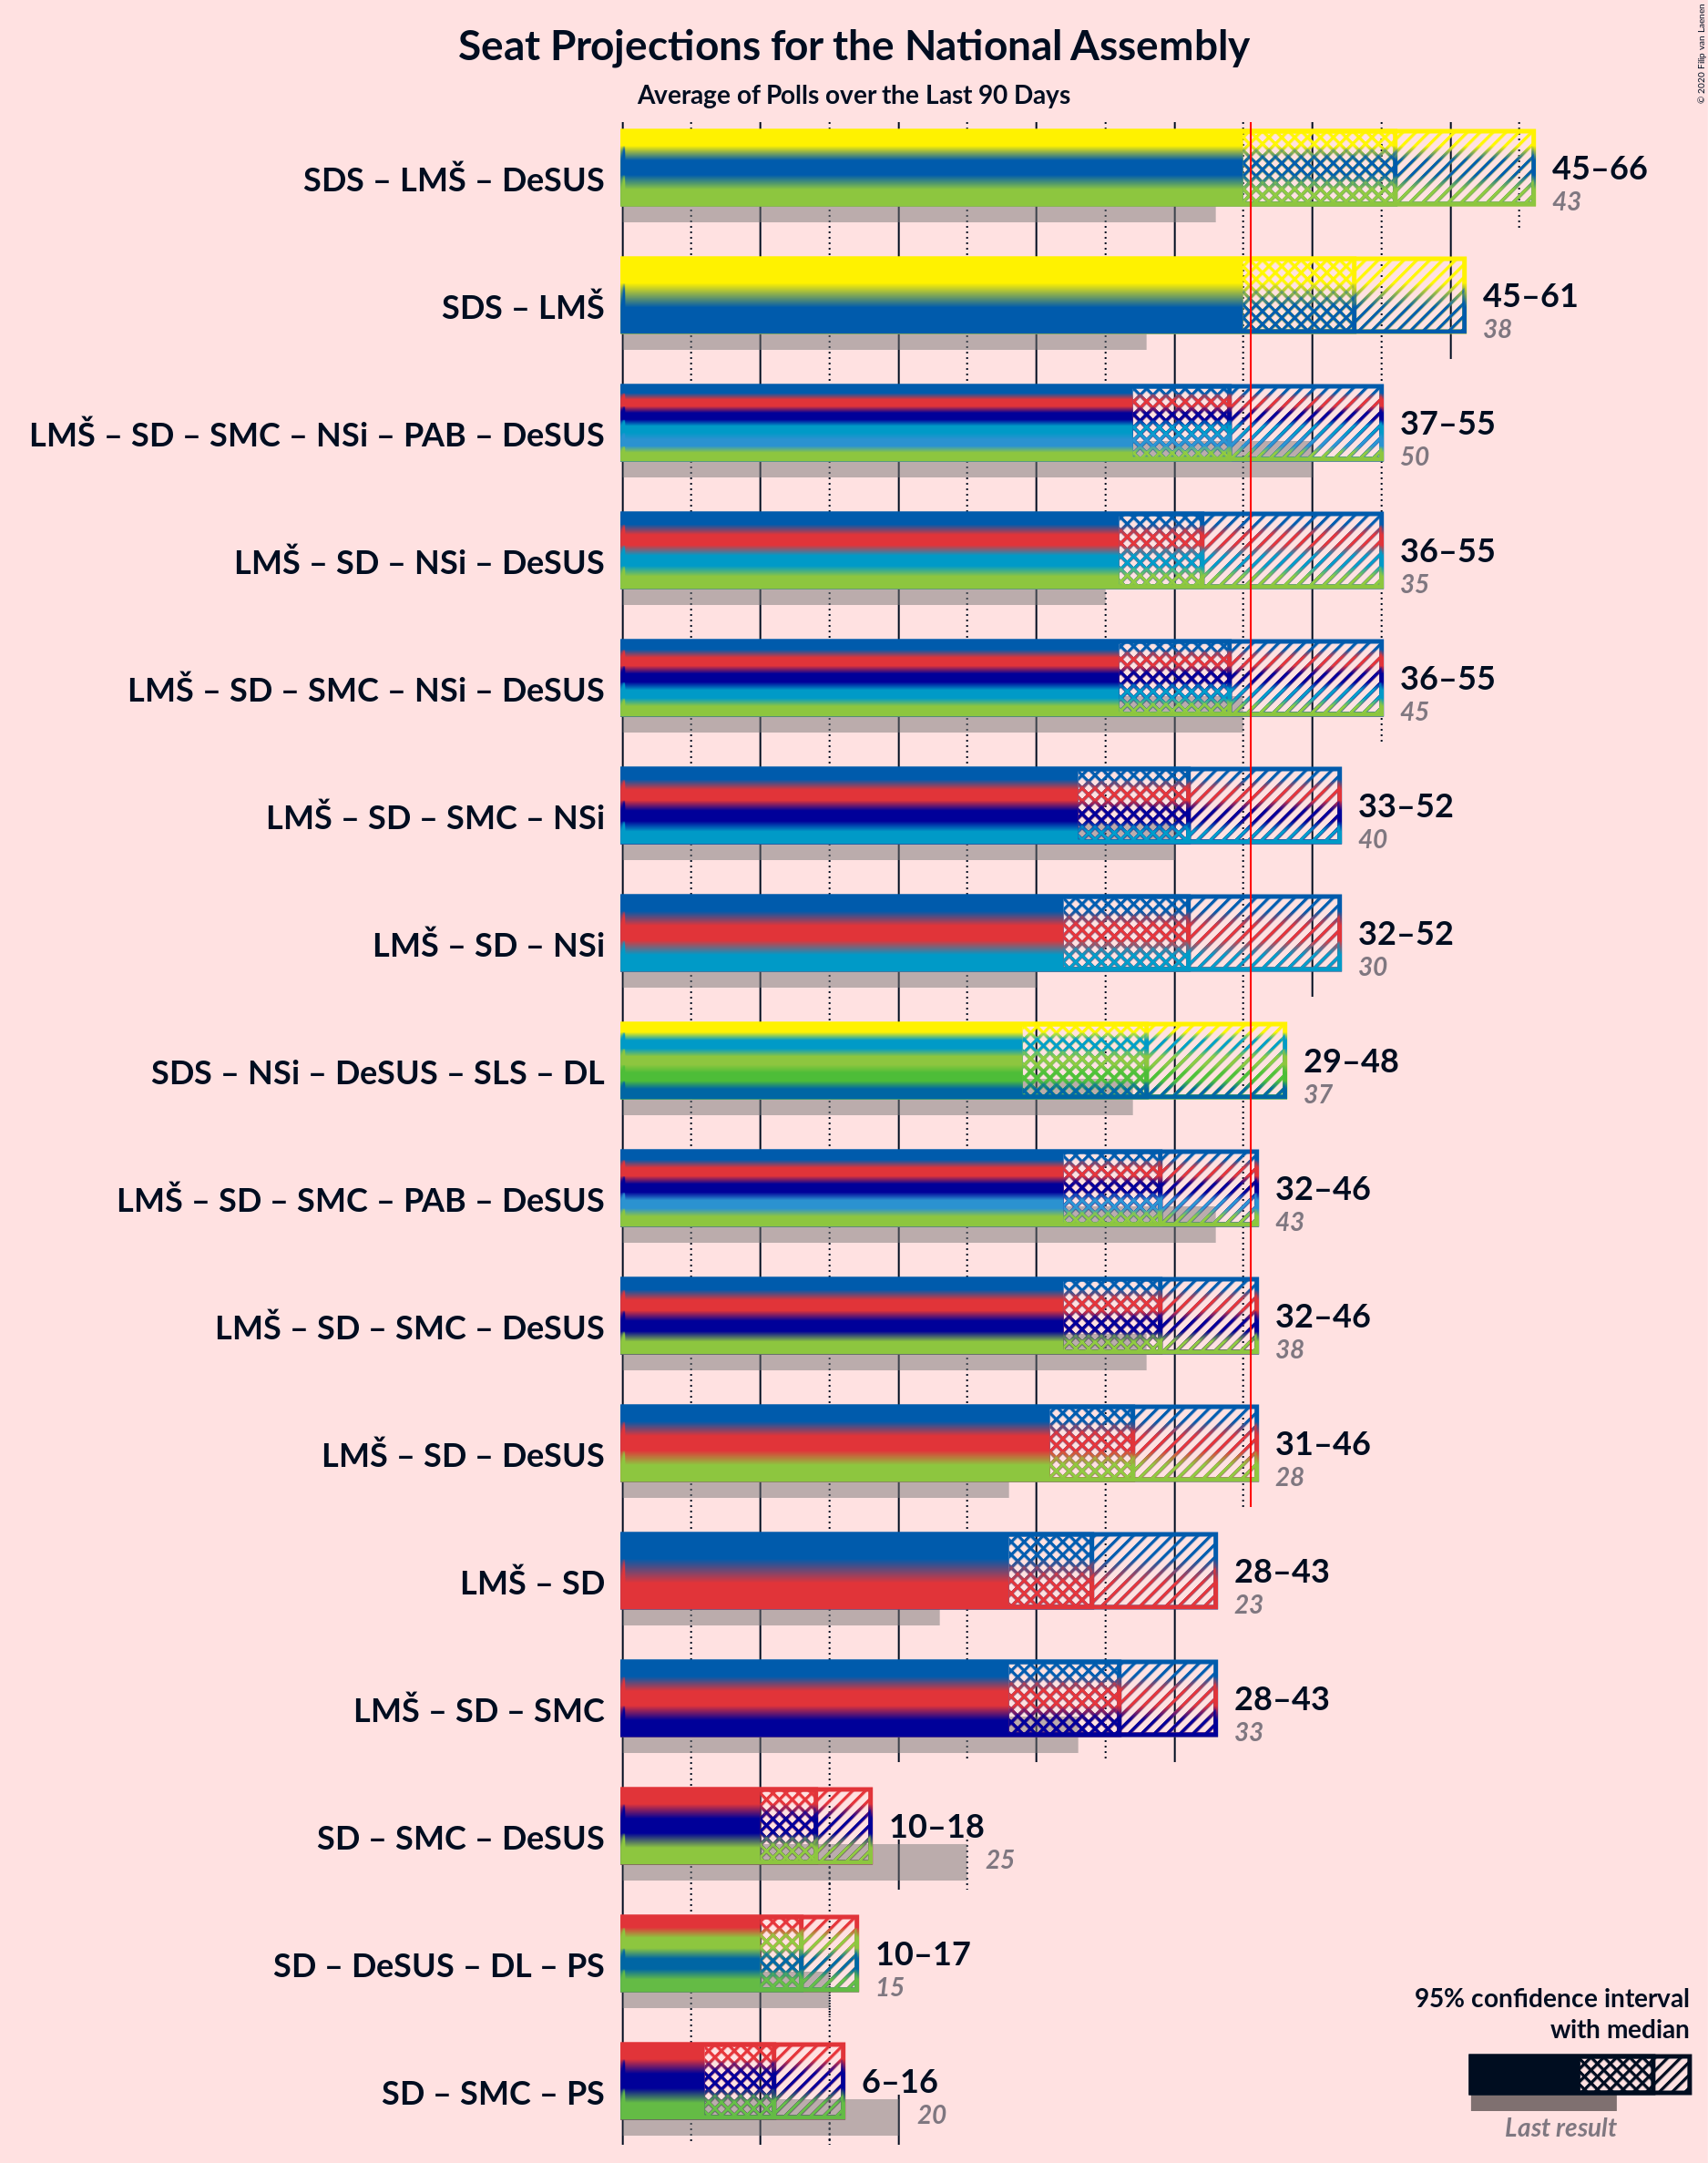 © 2020 Filip van Laenen
Seat Projections for the National Assembly
Average of Polls over the Last 90 Days
SDS – LMŠ – DeSUS
45–66
43
SDS – LMŠ
45–61
38
LMŠ – SD – SMC – NSi – PAB – DeSUS
37–55
50
LMŠ – SD – NSi – DeSUS
36–55
35
LMŠ – SD – SMC – NSi – DeSUS
36–55
45
LMŠ – SD – SMC – NSi
33–52
40
LMŠ – SD – NSi
32–52
30
SDS – NSi – DeSUS – SLS – DL
29–48
37
LMŠ – SD – SMC – PAB – DeSUS
32–46
43
LMŠ – SD – SMC – DeSUS
32–46
38
LMŠ – SD – DeSUS
31–46
28
LMŠ – SD
28–43
23
LMŠ – SD – SMC
28–43
33
SD – SMC – DeSUS
10–18
25
SD – DeSUS – DL – PS
10–17
15
SD – SMC – PS
6–16
20
95% confidence interval
with median
Last result